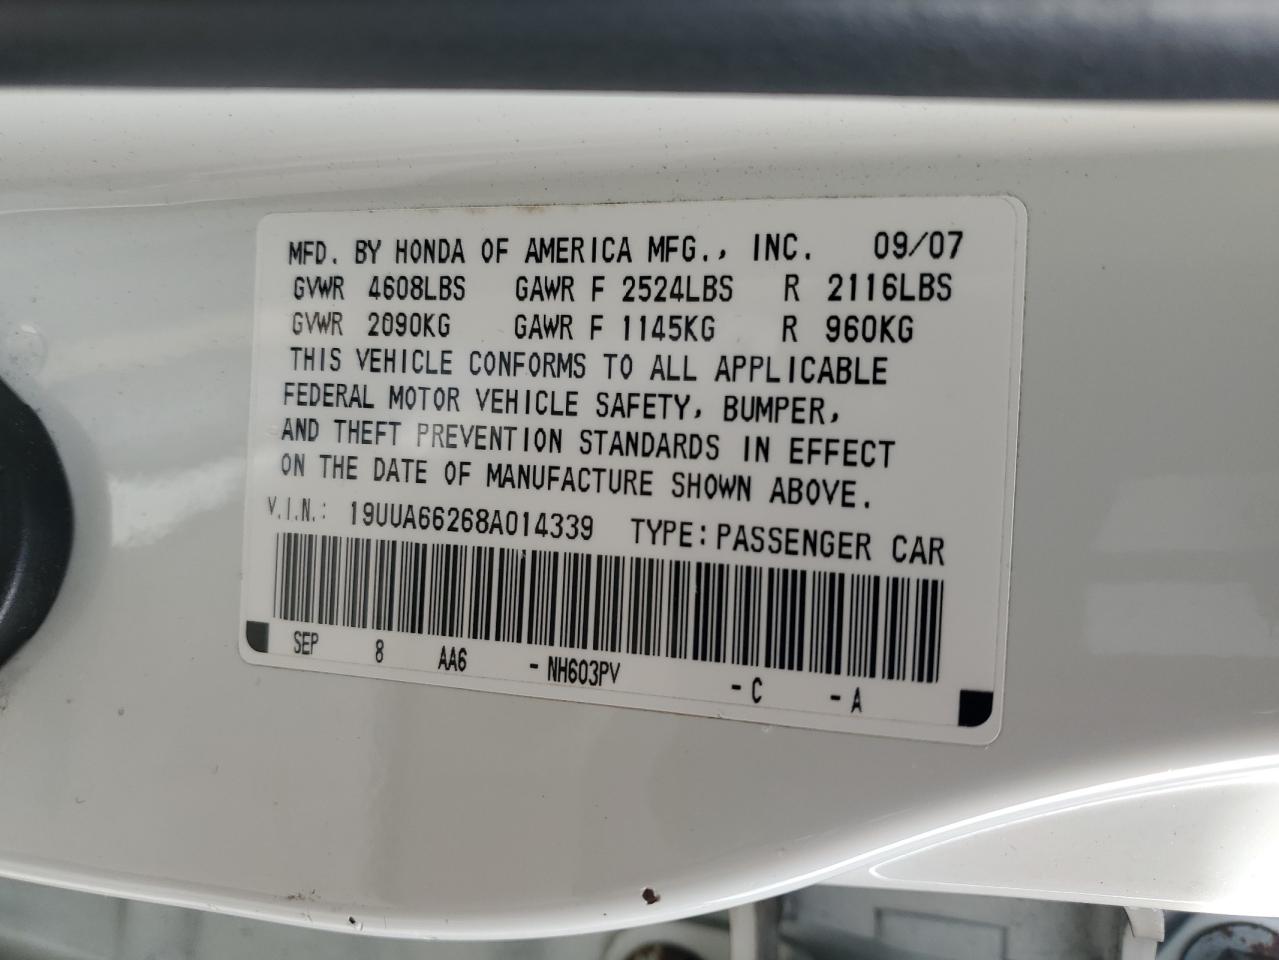 MFD. BY HONDA OF AMERICA MFG., INC. 09/07
GVWR 4608LBS GAWR F 2524LBS R 2116LBS
GVWR 2090KG GAWR F 1145KG R 960KG
THIS VEHICLE CONFORMS TO ALL APPLICABLE
FEDERAL MOTOR VEHICLE SAFETY, BUMPER,
AND THEFT PREVENTION STANDARDS IN EFFECT
ON THE DATE OF MANUFACTURE SHOWN ABOVE.
V.I.N.: 19UUA66268A014339 TYPE: PASSENGER CAR
SEP 8 AA6 -NH603PV -C -A